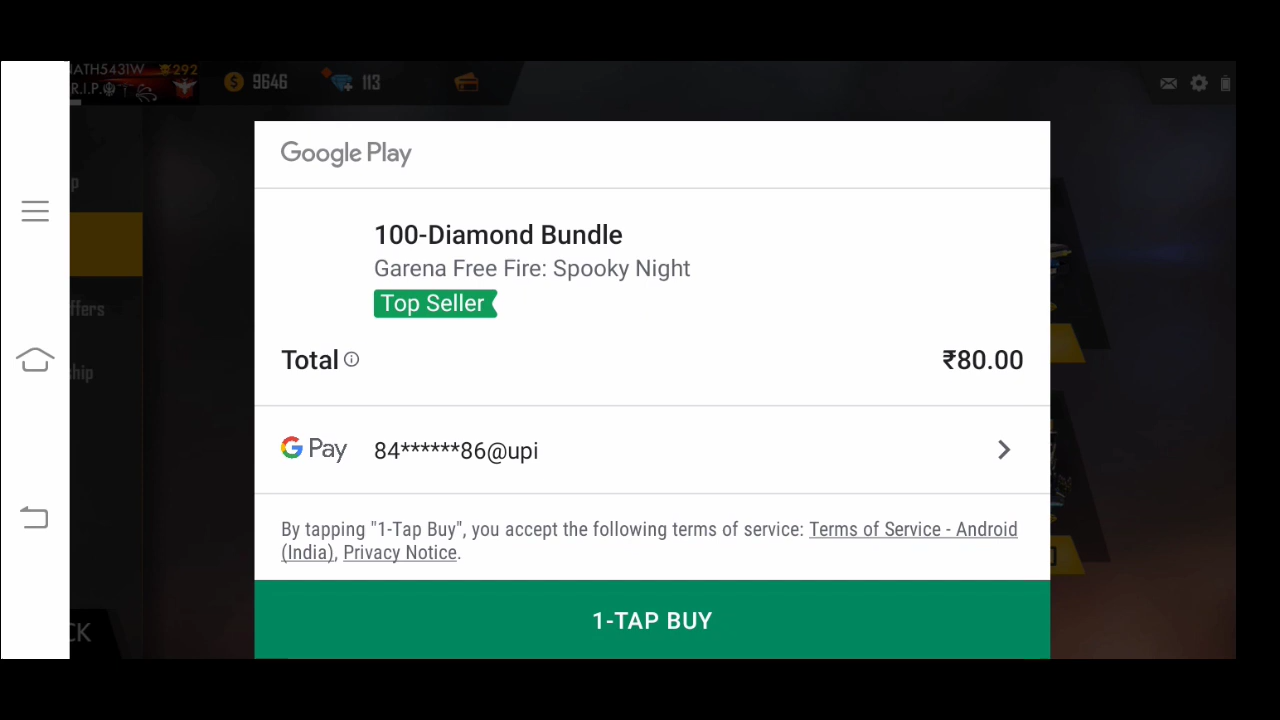 NATH5431W 292
R.I.P.
9646
113
Google Play
100-Diamond Bundle
Garena Free Fire: Spooky Night
Top Seller
Total ₹80.00
G Pay 84******86@upi
By tapping "1-Tap Buy", you accept the following terms of service: Terms of Service - Android
(India), Privacy Notice.
1-TAP BUY